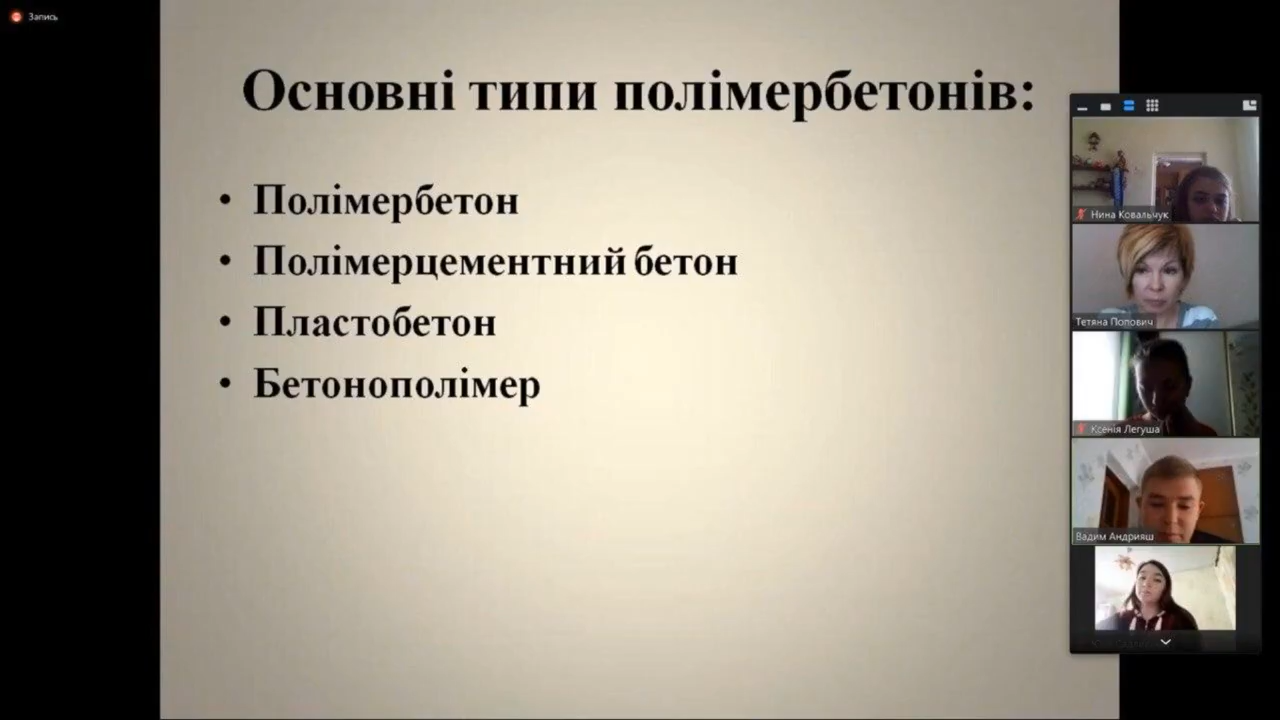 Запись
Основні типи полімербетонів:
• Полімербетон
• Полімерцементний бетон
• Пластобетон
• Бетонополімер
Нина Ковальчук
Тетяна Попович
Ксенія Легуша
Вадим Андрияш